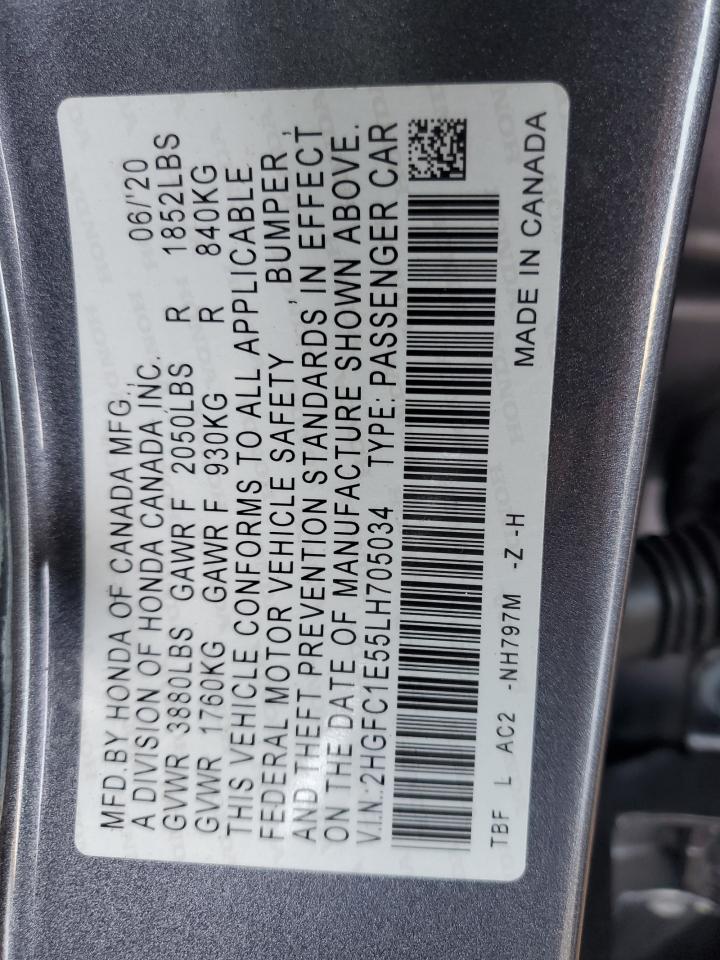 MFD.BY HONDA OF CANADA MFG., 06/'20
A DIVISION OF HONDA CANADA INC.
GVWR 3880LBS GAWR F 2050LBS R 1852LBS
GVWR 1760KG GAWR F 930KG R 840KG
THIS VEHICLE CONFORMS TO ALL APPLICABLE
FEDERAL MOTOR VEHICLE SAFETY , BUMPER ,
AND THEFT PREVENTION STANDARDS IN EFFECT
ON THE DATE OF MANUFACTURE SHOWN ABOVE.
V.I.N.:2HGFC1E55LH705034 TYPE: PASSENGER CAR
TBF L AC2 -NH797M -Z -H MADE IN CANADA